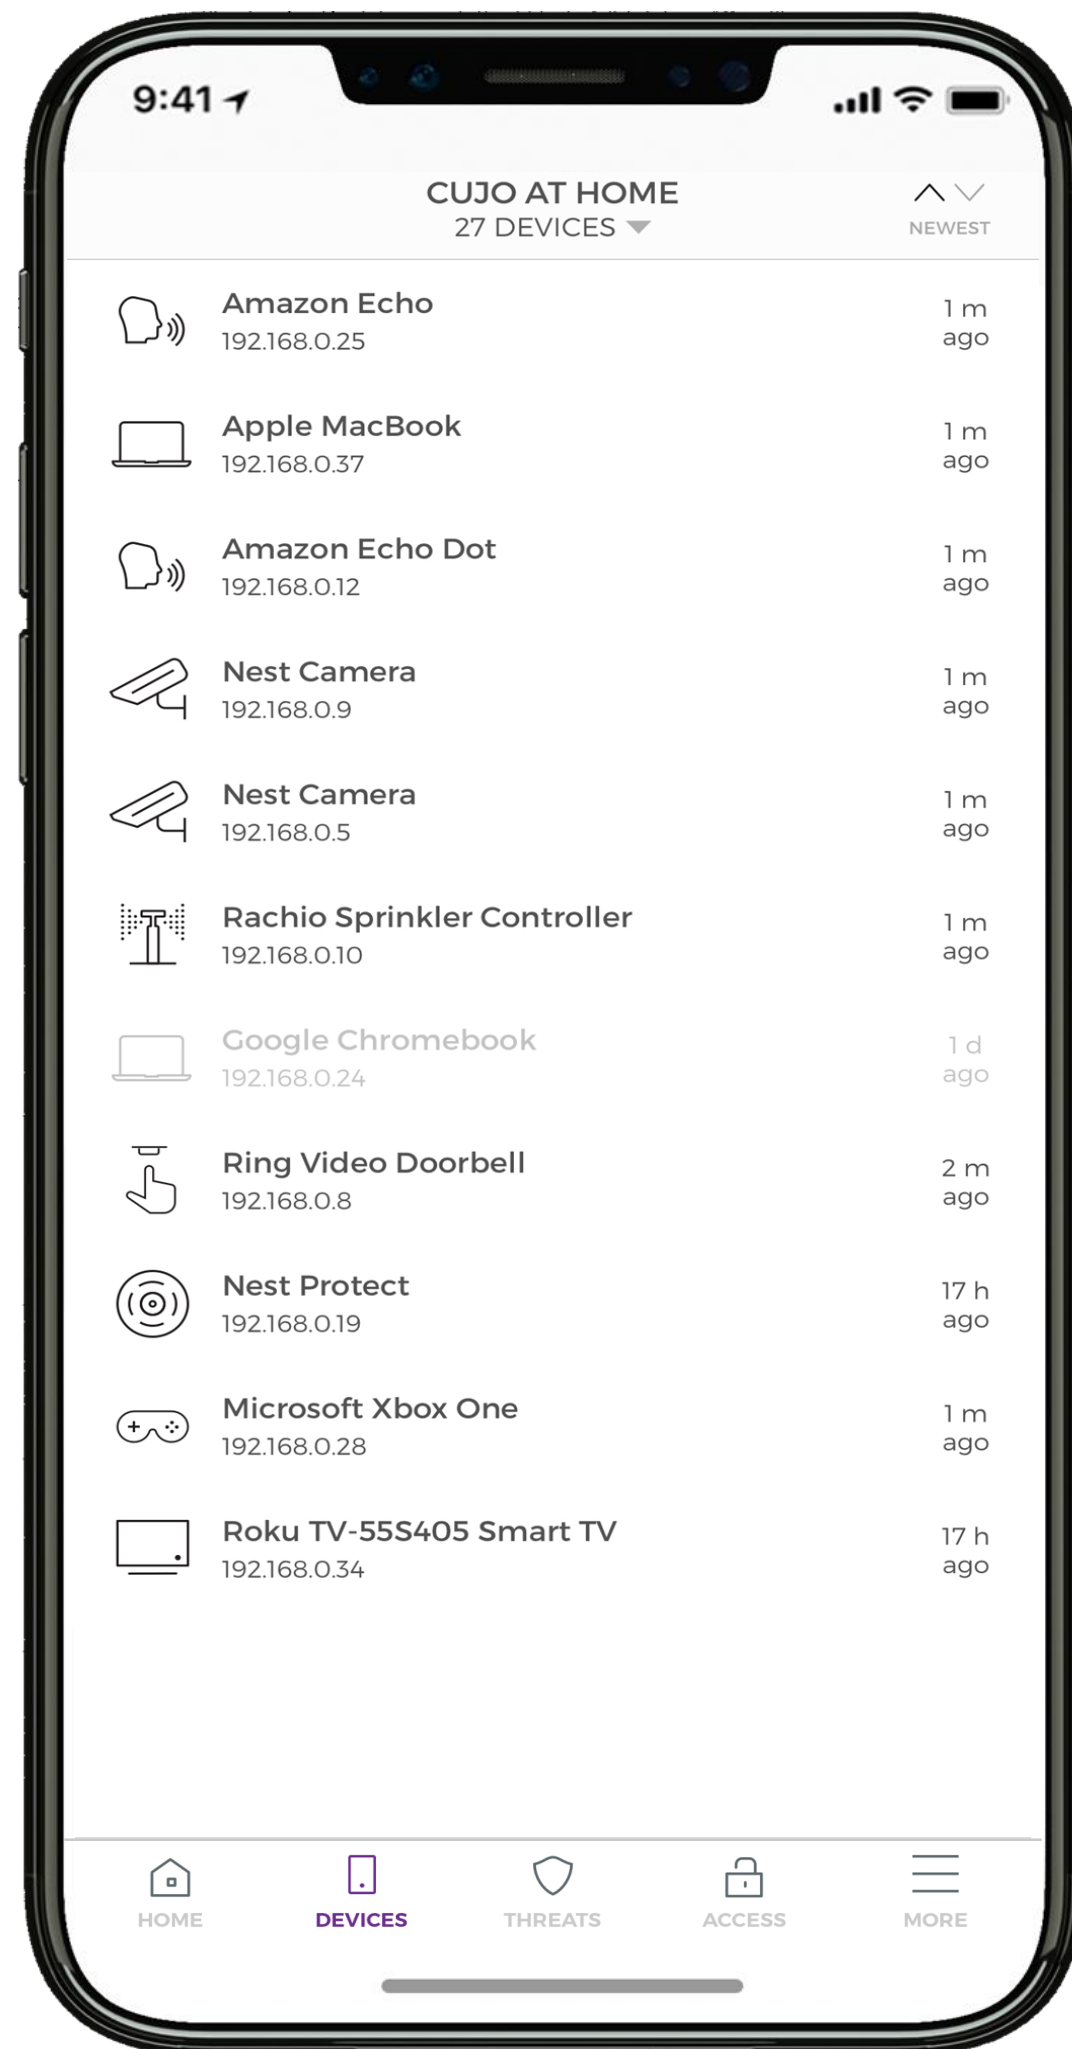 9:41
CUJO AT HOME
27 DEVICES
NEWEST
Amazon Echo
192.168.0.25
1 m
ago
Apple MacBook
192.168.0.37
1 m
ago
Amazon Echo Dot
192.168.0.12
1 m
ago
Nest Camera
192.168.0.9
1 m
ago
Nest Camera
192.168.0.5
1 m
ago
Rachio Sprinkler Controller
192.168.0.10
1 m
ago
Google Chromebook
192.168.0.24
1 d
ago
Ring Video Doorbell
192.168.0.8
2 m
ago
Nest Protect
192.168.0.19
17 h
ago
Microsoft Xbox One
192.168.0.28
1 m
ago
Roku TV-55S405 Smart TV
192.168.0.34
17 h
ago
HOME
DEVICES
THREATS
ACCESS
MORE